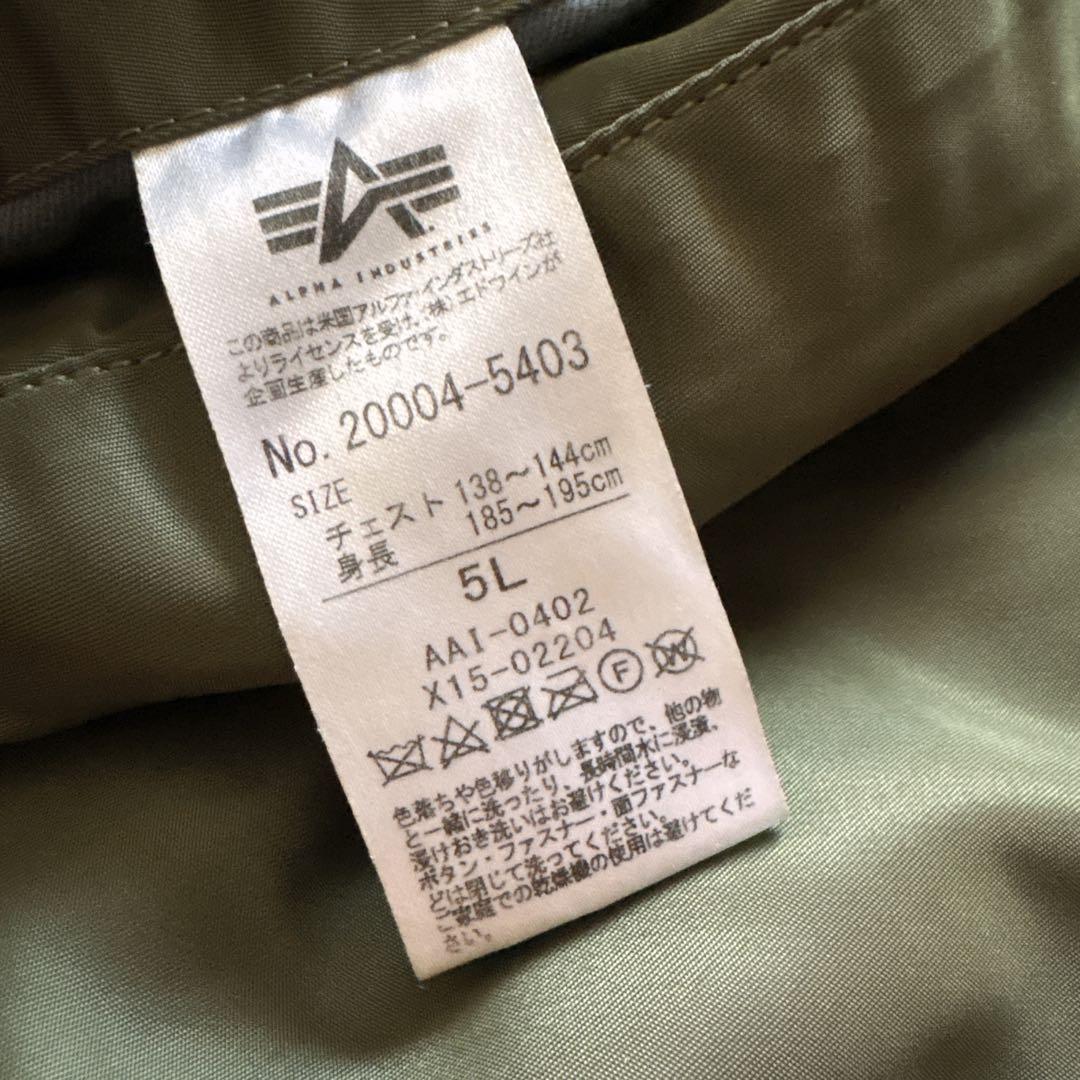 ALPHA INDUSTRIES
この商品は米国アルファ・インダストリーズ社
よりライセンスを受け、(株)エドウインが
企画生産したものです。
No. 20004-5403
SIZE
チェスト 138～144cm
身長 185～195cm
5L
AAI-0402
X15-02204
F W
色落ちや色移りがしますので、他の物
と一緒に洗ったり、長時間水に浸漬、
浸けおき洗いはお避けください。
ボタン・ファスナー・面ファスナーな
どは閉じて洗ってください。
ご家庭での乾燥機の使用は避けてくだ
さい。